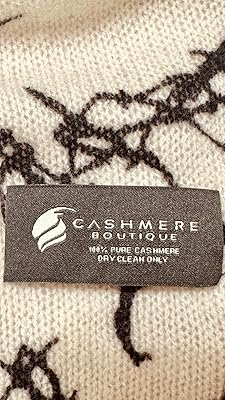 CASHMERE
BOUTIQUE
100% PURE CASHMERE
DRY CLEAN ONLY